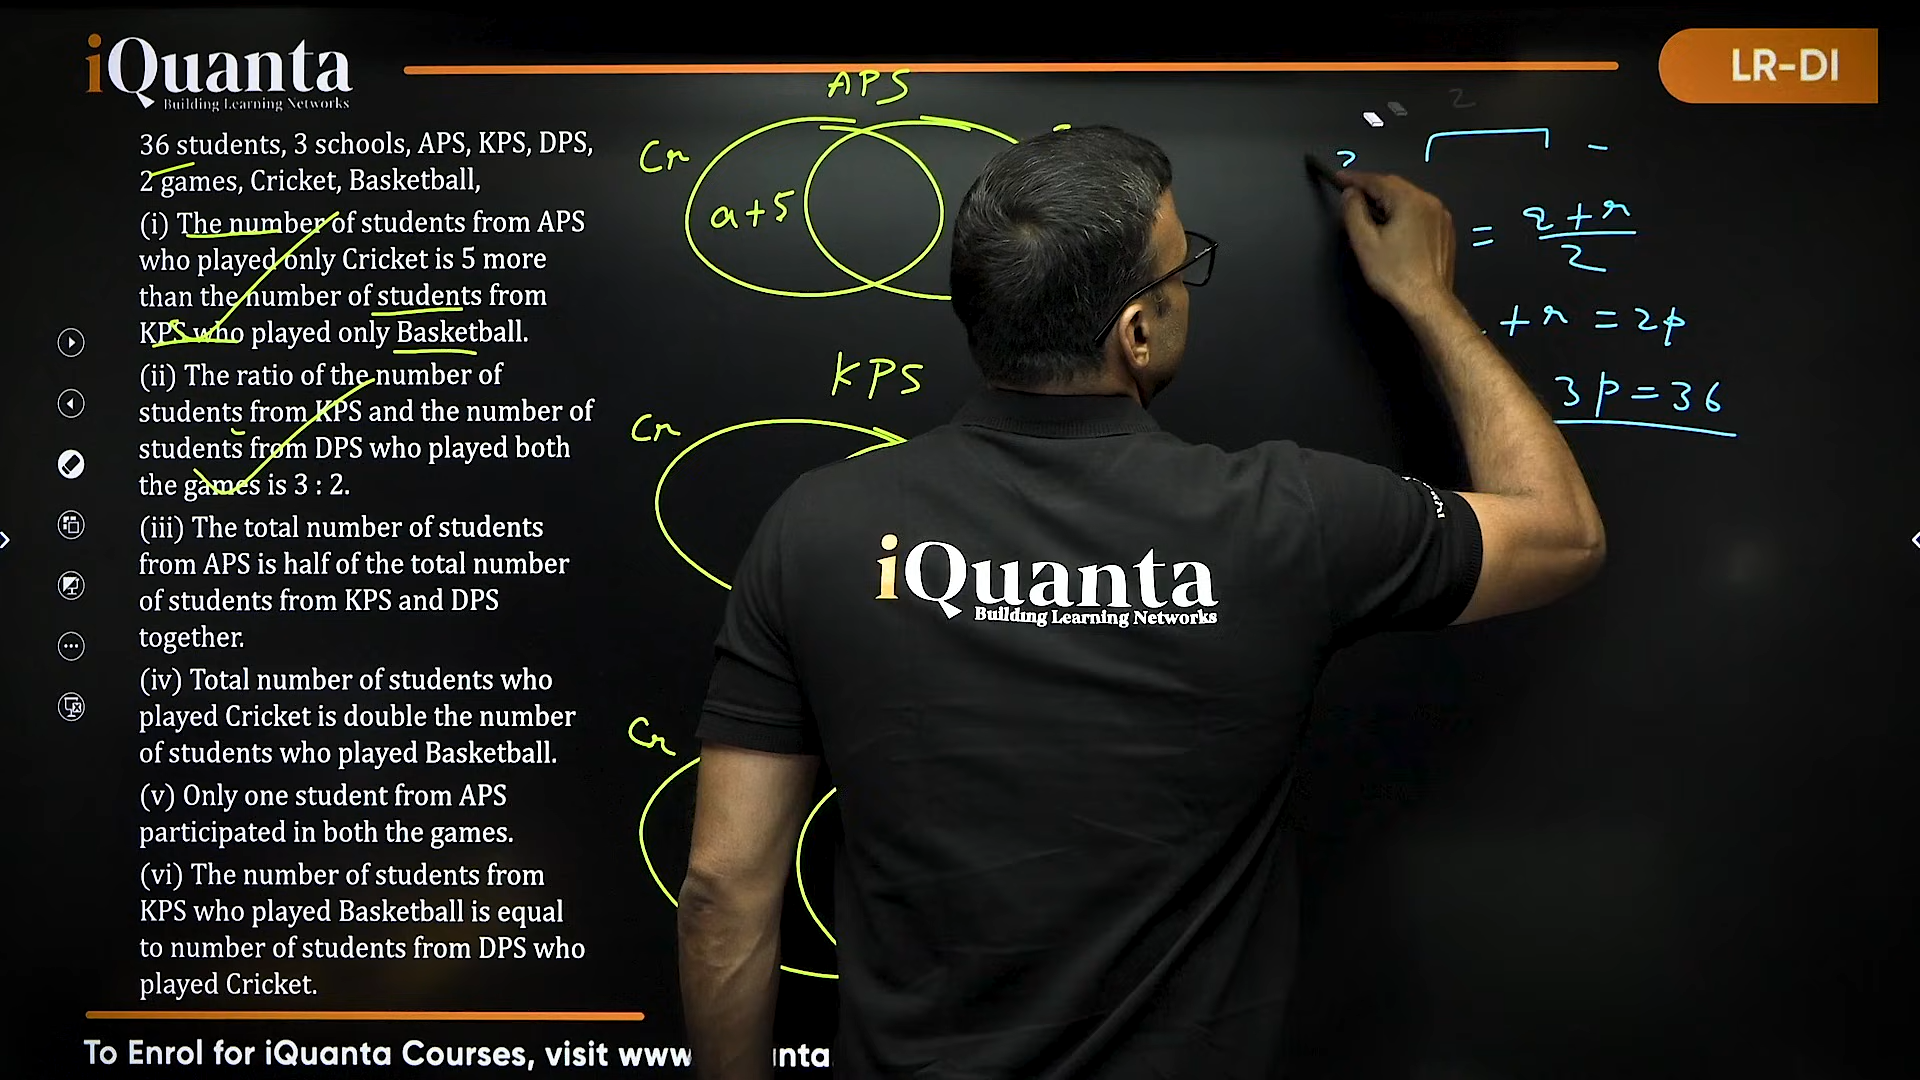 iQuanta
Building Learning Networks
LR-DI
36 students, 3 schools, APS, KPS, DPS,
2 games, Cricket, Basketball,
(i) The number of students from APS
who played only Cricket is 5 more
than the number of students from
KPS who played only Basketball.
(ii) The ratio of the number of
students from KPS and the number of
students from DPS who played both
the games is 3 : 2.
(iii) The total number of students
from APS is half of the total number
of students from KPS and DPS
together.
(iv) Total number of students who
played Cricket is double the number
of students who played Basketball.
(v) Only one student from APS
participated in both the games.
(vi) The number of students from
KPS who played Basketball is equal
to number of students from DPS who
played Cricket.
APS
Cr
a+5
KPS
Cr
Cr
2
= q+r
2
+ r = 2p
3p = 36
iQuanta
Building Learning Networks
To Enrol for iQuanta Courses, visit www